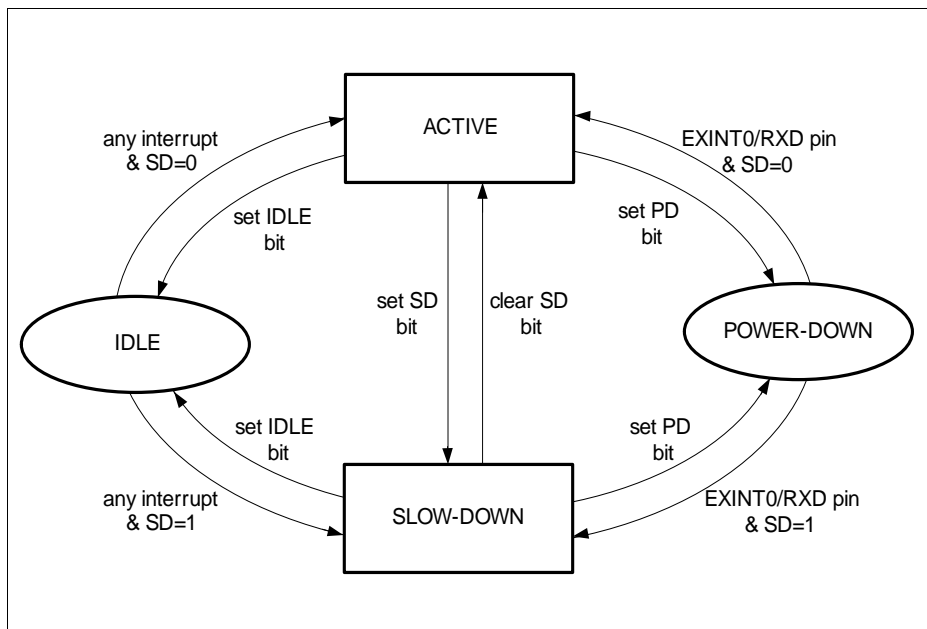 ACTIVE
any interrupt
& SD=0
EXINT0/RXD pin
& SD=0
set IDLE
bit
set PD
bit
set SD
bit
clear SD
bit
IDLE
POWER-DOWN
set IDLE
bit
set PD
bit
any interrupt
& SD=1
SLOW-DOWN
EXINT0/RXD pin
& SD=1